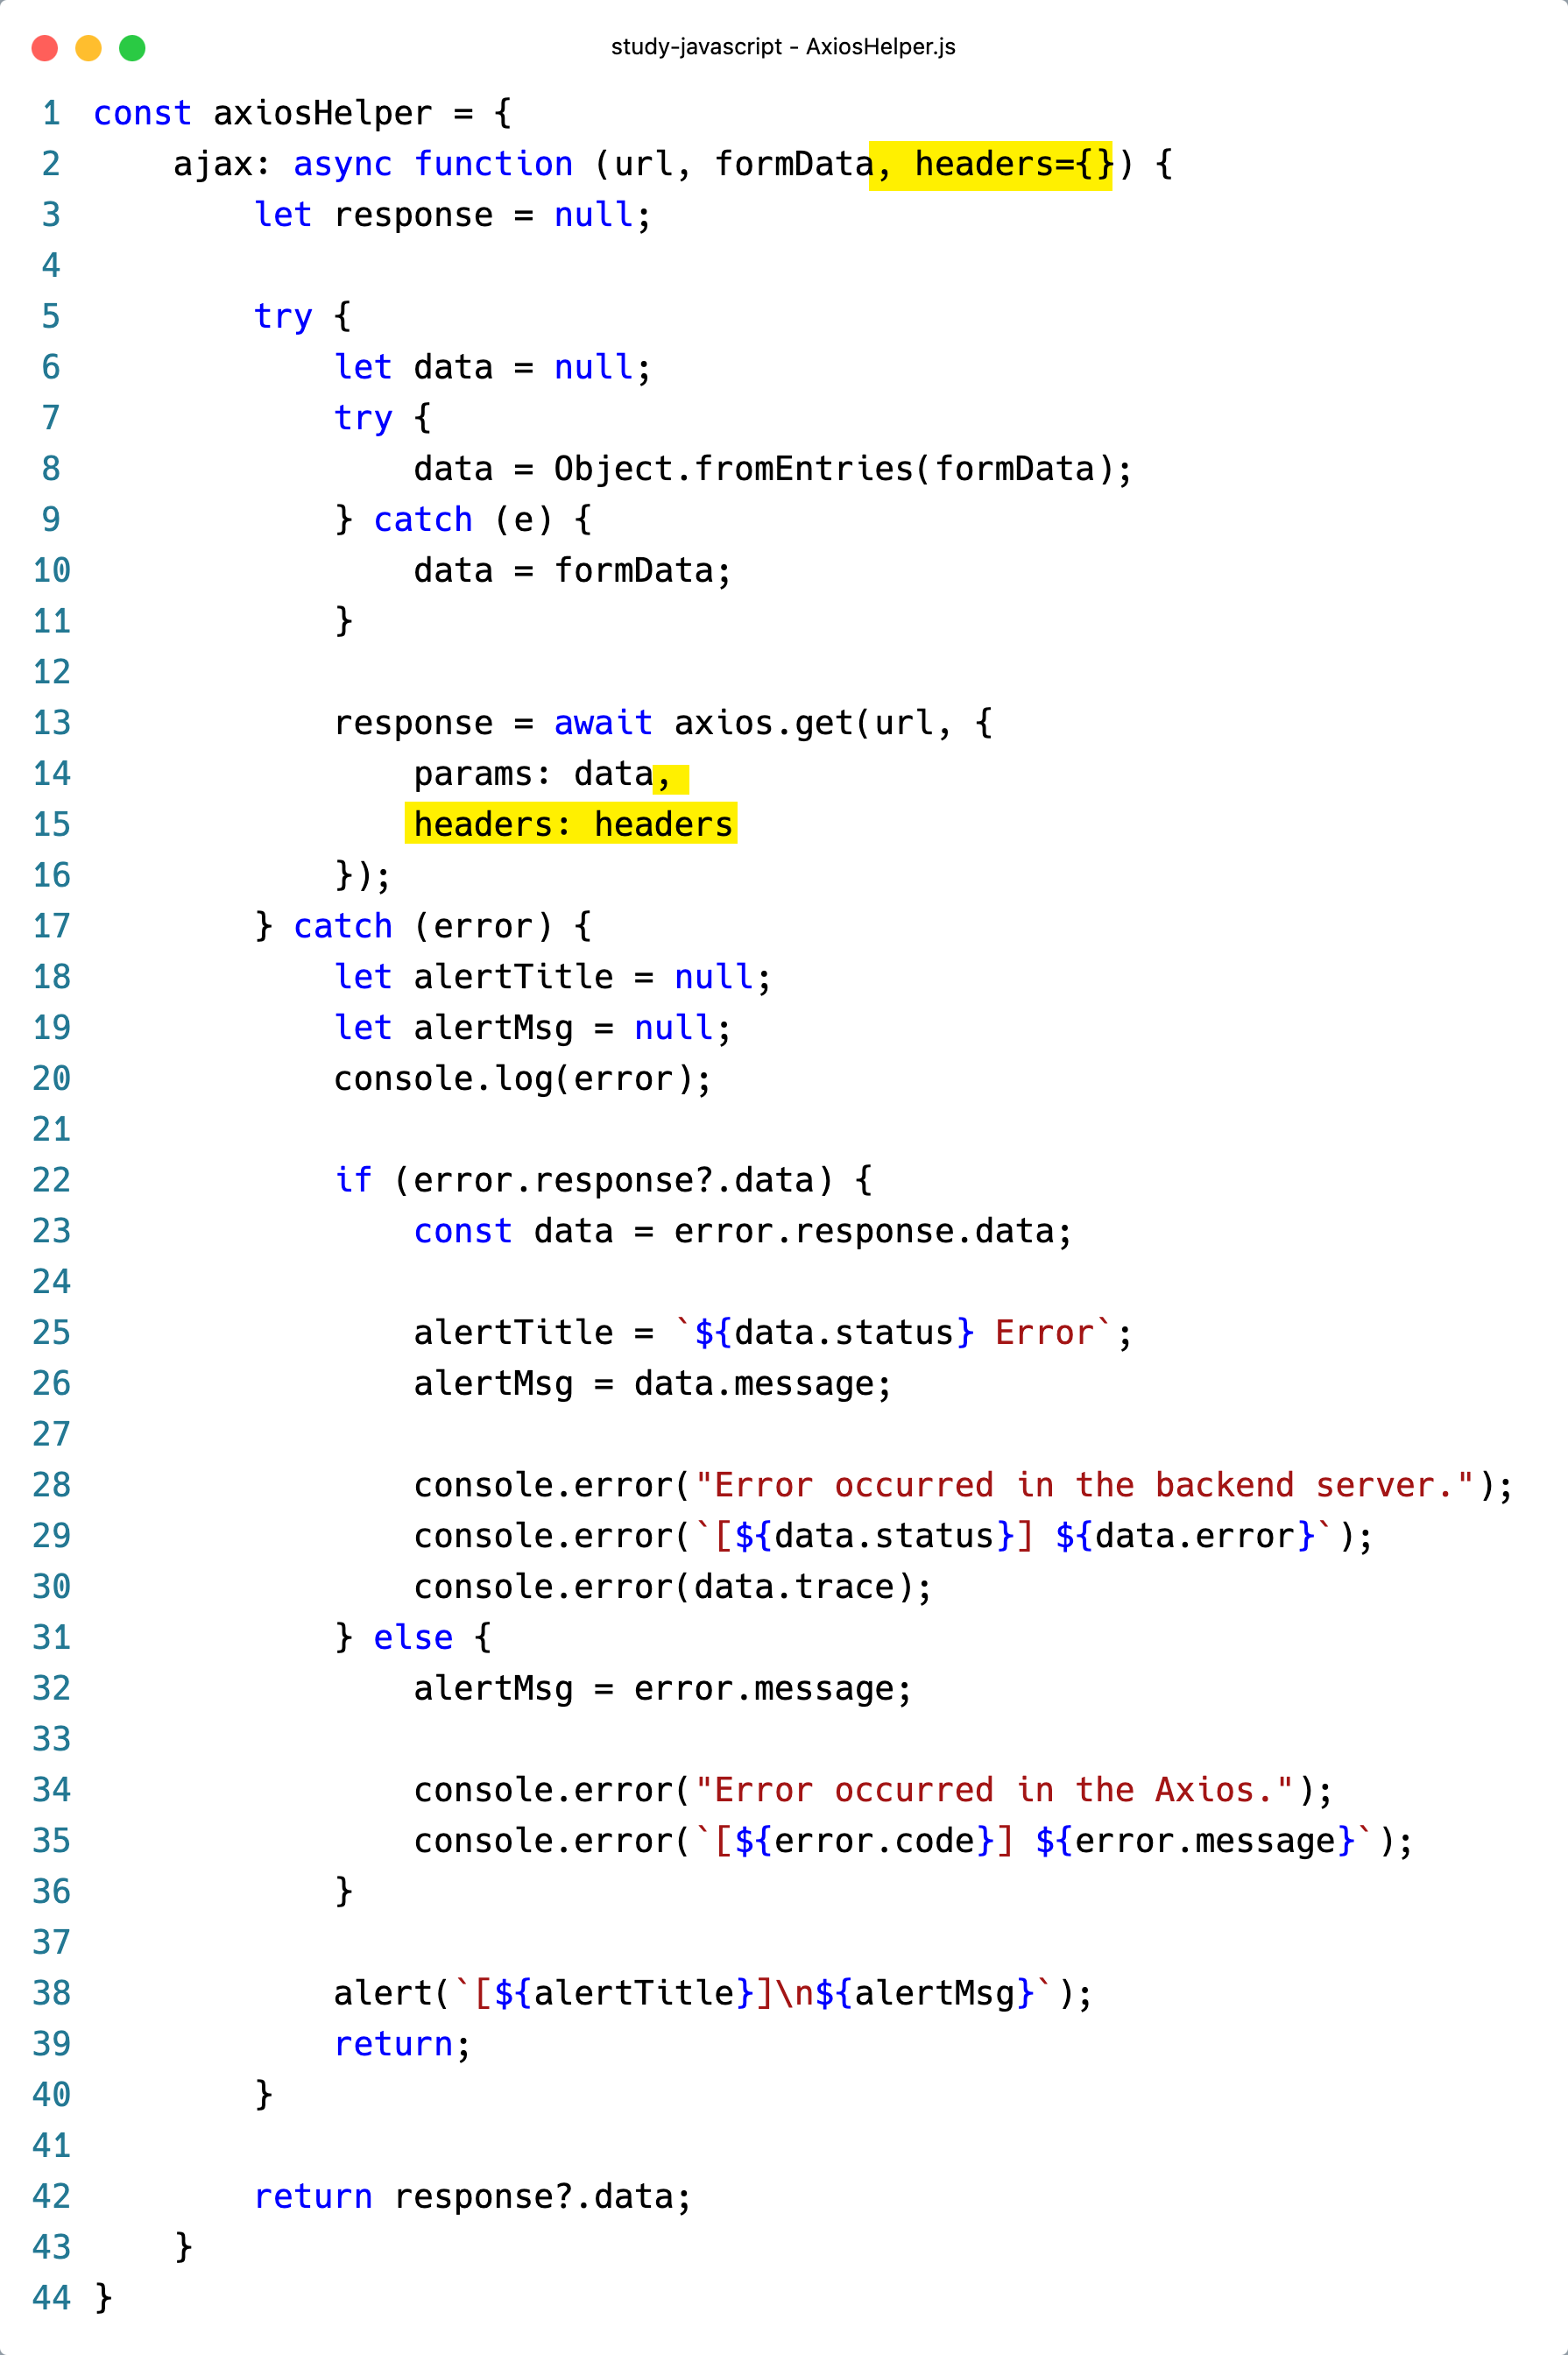 study-javascript - AxiosHelper.js
1 const axiosHelper = {
2     ajax: async function (url, formData, headers={}) {
3         let response = null;
4
5         try {
6             let data = null;
7             try {
8                 data = Object.fromEntries(formData);
9             } catch (e) {
10                 data = formData;
11             }
12
13             response = await axios.get(url, {
14                 params: data,
15                 headers: headers
16             });
17         } catch (error) {
18             let alertTitle = null;
19             let alertMsg = null;
20             console.log(error);
21
22             if (error.response?.data) {
23                 const data = error.response.data;
24
25                 alertTitle = `${data.status} Error`;
26                 alertMsg = data.message;
27
28                 console.error("Error occurred in the backend server.");
29                 console.error(`[${data.status}] ${data.error}`);
30                 console.error(data.trace);
31             } else {
32                 alertMsg = error.message;
33
34                 console.error("Error occurred in the Axios.");
35                 console.error(`[${error.code}] ${error.message}`);
36             }
37
38             alert(`[${alertTitle}]\n${alertMsg}`);
39             return;
40         }
41
42         return response?.data;
43     }
44 }